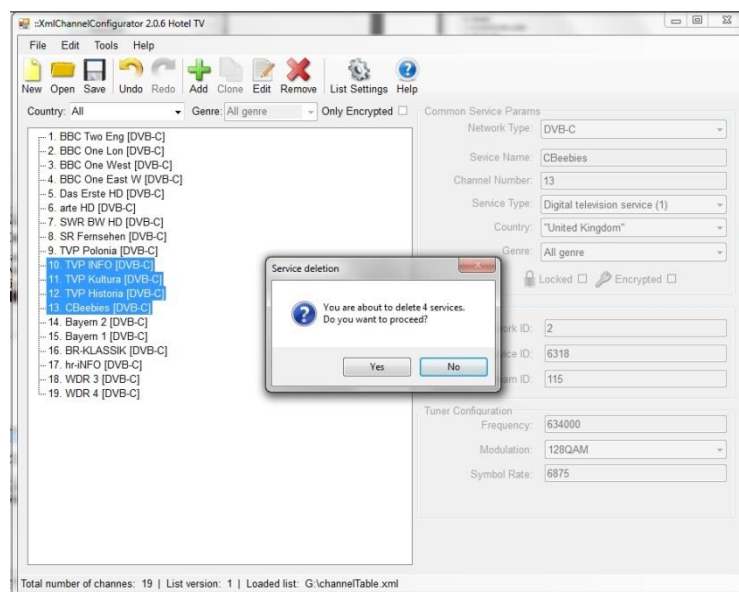 ::XmlChannelConfigurator 2.0.6 Hotel TV
File Edit Tools Help
New Open Save Undo Redo Add Clone Edit Remove List Settings Help
Country: All Genre: All genre Only Encrypted
1. BBC Two Eng [DVB-C]
2. BBC One Lon [DVB-C]
3. BBC One West [DVB-C]
4. BBC One East W [DVB-C]
5. Das Erste HD [DVB-C]
6. arte HD [DVB-C]
7. SWR BW HD [DVB-C]
8. SR Fernsehen [DVB-C]
9. TVP Polonia [DVB-C]
10. TVP INFO [DVB-C]
11. TVP Kultura [DVB-C]
12. TVP Historia [DVB-C]
13. CBeebies [DVB-C]
14. Bayern 2 [DVB-C]
15. Bayern 1 [DVB-C]
16. BR-KLASSIK [DVB-C]
17. hr-iNFO [DVB-C]
18. WDR 3 [DVB-C]
19. WDR 4 [DVB-C]
Service deletion
You are about to delete 4 services.
Do you want to proceed?
Yes No
Common Service Params
Network Type: DVB-C
Sevice Name: CBeebies
Channel Number: 13
Service Type: Digital television service (1)
Country: "United Kingdom"
Genre: All genre
Locked Encrypted
ID: 2
ID: 6318
ID: 115
Tuner Configuration
Frequency: 634000
Modulation: 128QAM
Symbol Rate: 6875
Total number of channes: 19 | List version: 1 | Loaded list: G:\channelTable.xml